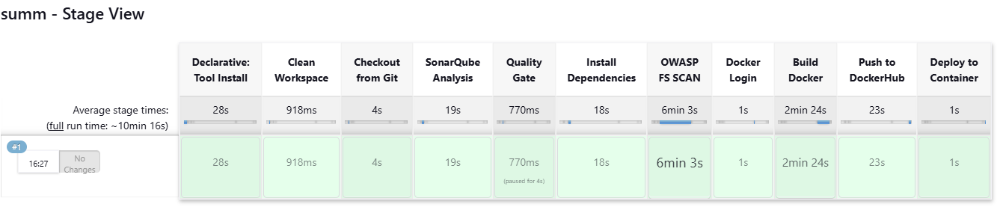 summ - Stage View
Declarative: Tool Install
Clean Workspace
Checkout from Git
SonarQube Analysis
Quality Gate
Install Dependencies
OWASP FS SCAN
Docker Login
Build Docker
Push to DockerHub
Deploy to Container
Average stage times:
(full run time: ~10min 16s)
28s 918ms 4s 19s 770ms 18s 6min 3s 1s 2min 24s 23s 1s
#1
16:27
No
Changes
28s 918ms 4s 19s 770ms 18s 6min 3s 1s 2min 24s 23s 1s
(paused for 4s)